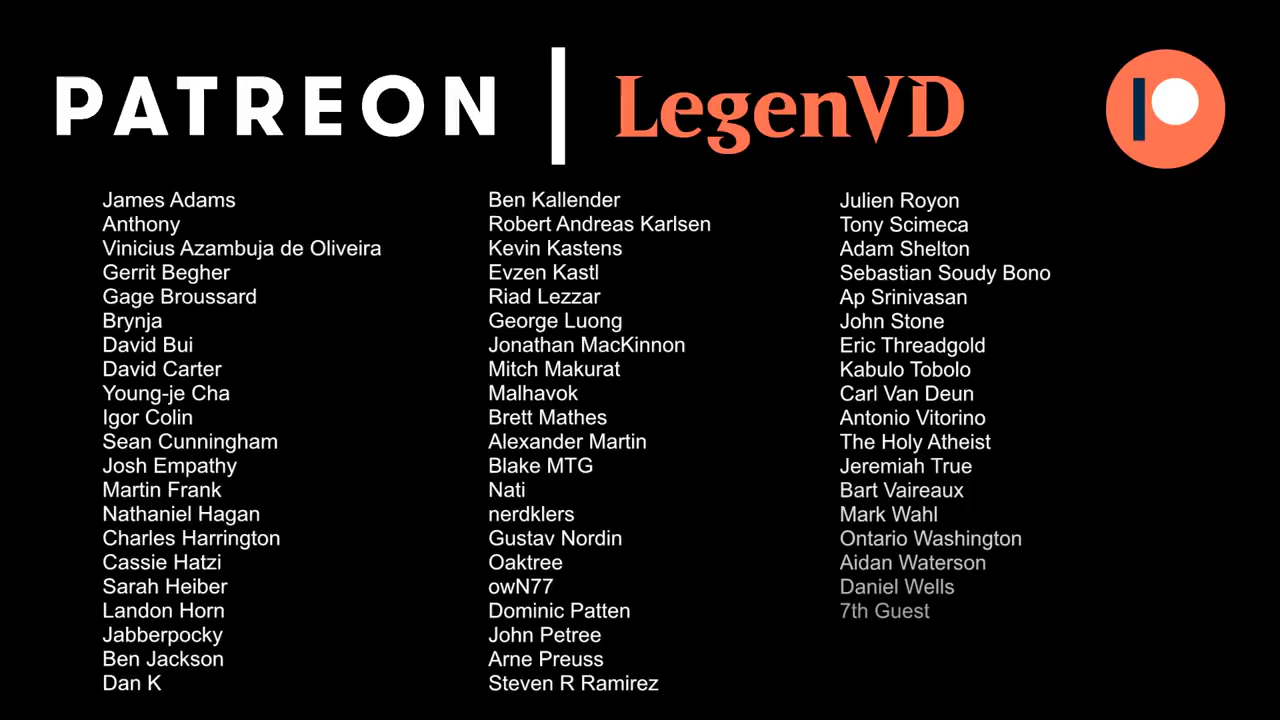 PATREON | LegenVD
James Adams
Anthony
Vinicius Azambuja de Oliveira
Gerrit Begher
Gage Broussard
Brynja
David Bui
David Carter
Young-je Cha
Igor Colin
Sean Cunningham
Josh Empathy
Martin Frank
Nathaniel Hagan
Charles Harrington
Cassie Hatzi
Sarah Heiber
Landon Horn
Jabberpocky
Ben Jackson
Dan K
Ben Kallender
Robert Andreas Karlsen
Kevin Kastens
Evzen Kastl
Riad Lezzar
George Luong
Jonathan MacKinnon
Mitch Makurat
Malhavok
Brett Mathes
Alexander Martin
Blake MTG
Nati
nerdklers
Gustav Nordin
Oaktree
owN77
Dominic Patten
John Petree
Arne Preuss
Steven R Ramirez
Julien Royon
Tony Scimeca
Adam Shelton
Sebastian Soudy Bono
Ap Srinivasan
John Stone
Eric Threadgold
Kabulo Tobolo
Carl Van Deun
Antonio Vitorino
The Holy Atheist
Jeremiah True
Bart Vaireaux
Mark Wahl
Ontario Washington
Aidan Waterson
Daniel Wells
7th Guest